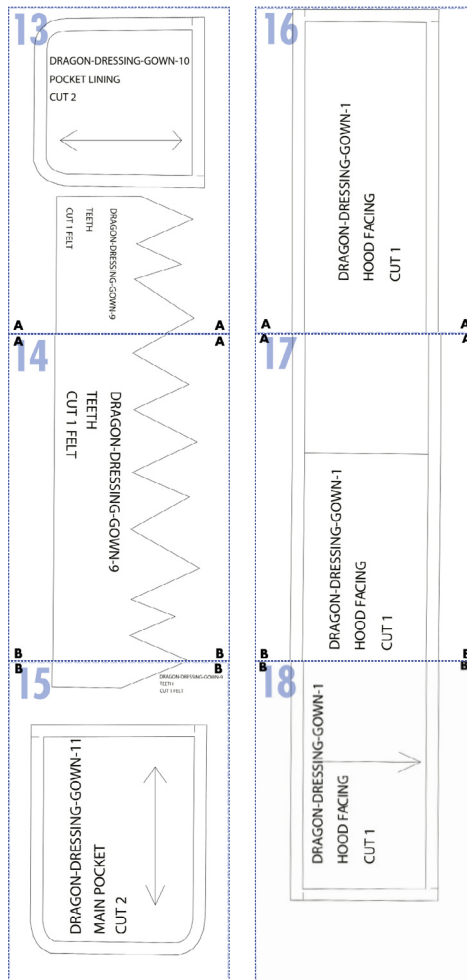 13
DRAGON-DRESSING-GOWN-10
POCKET LINING
CUT 2
DRAGON-DRESSING-GOWN-9
TEETH
CUT 1 FELT
A
A
14
A
A
DRAGON-DRESSING-GOWN-9
TEETH
CUT 1 FELT
B
B
15
B
B
DRAGON-DRESSING-GOWN-9
TEETH
CUT 1 FELT
DRAGON-DRESSING-GOWN-11
MAIN POCKET
CUT 2
16
DRAGON-DRESSING-GOWN-1
HOOD FACING
CUT 1
A
A
17
A
A
DRAGON-DRESSING-GOWN-1
HOOD FACING
CUT 1
B
B
18
B
B
DRAGON-DRESSING-GOWN-1
HOOD FACING
CUT 1